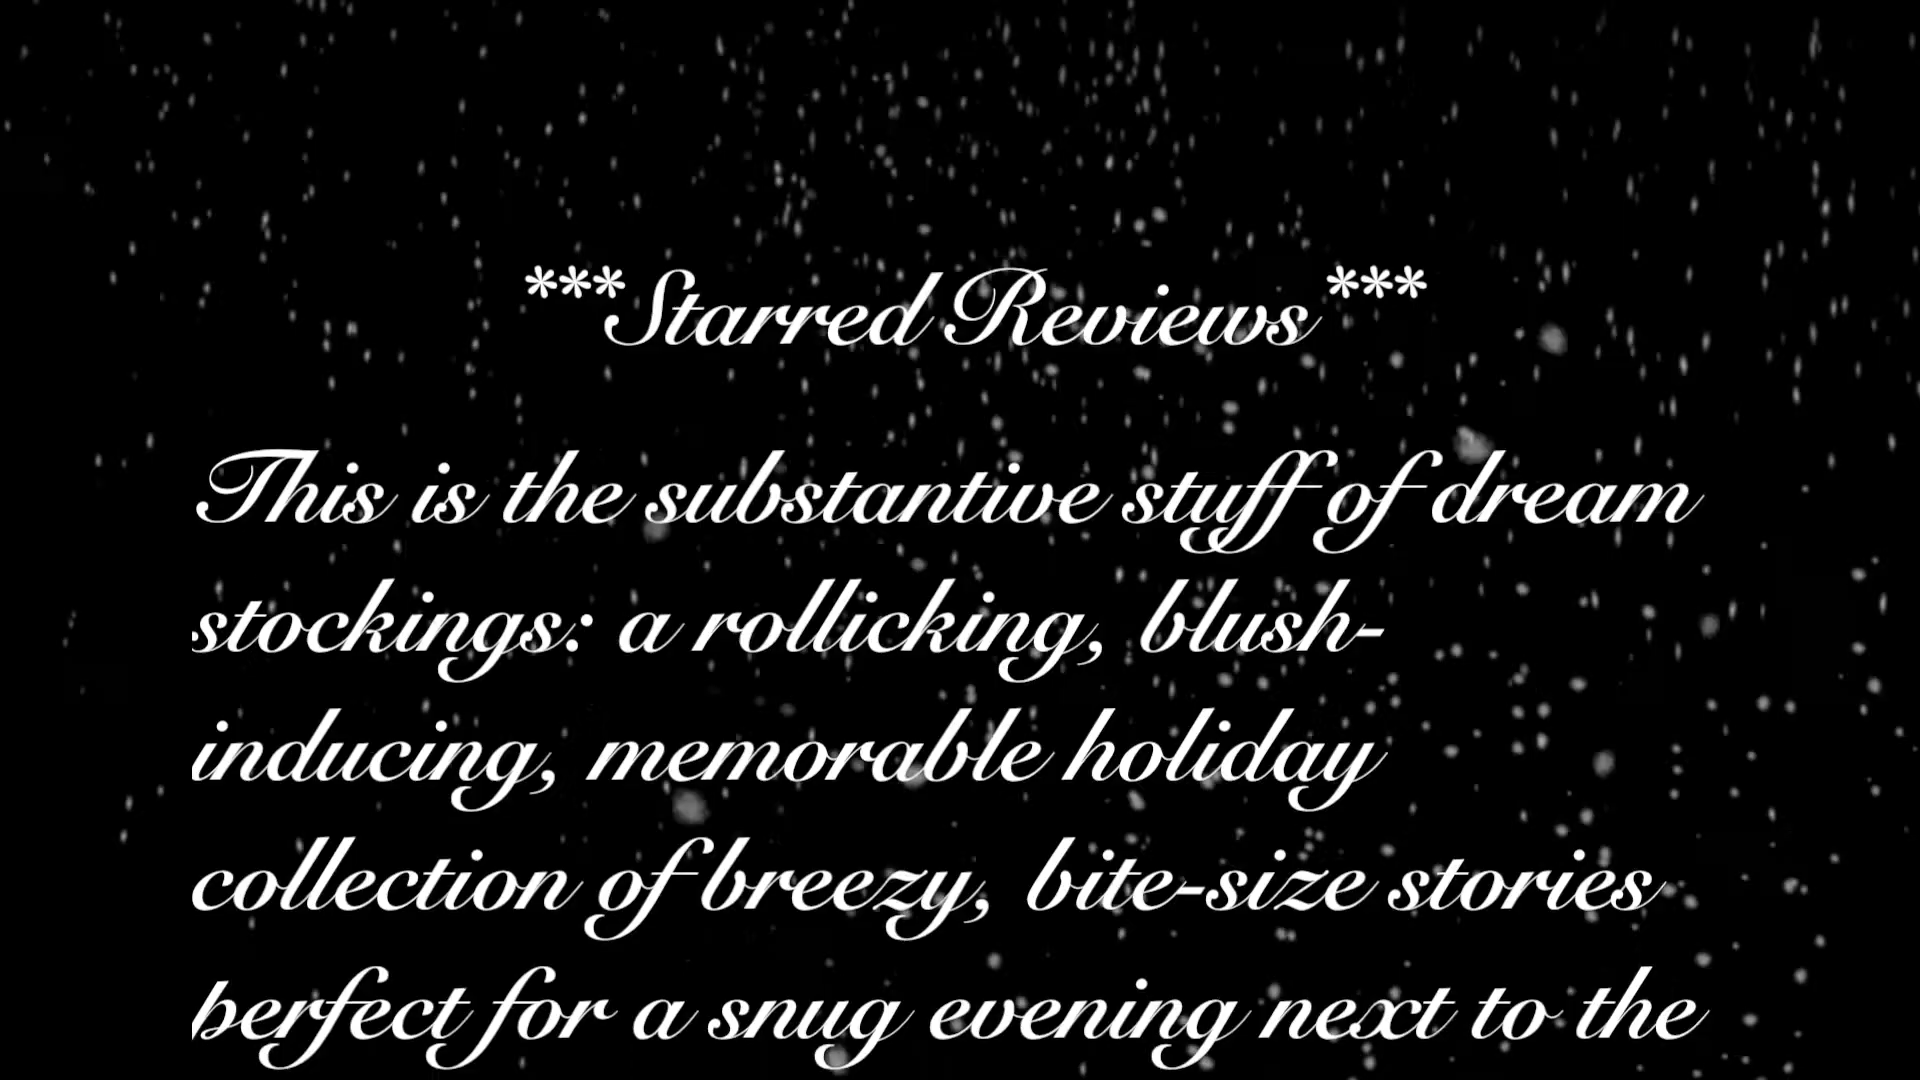 ***Starred Reviews***
This is the substantive stuff of dream
stockings: a rollicking, blush-
inducing, memorable holiday
collection of breezy, bite-size stories
perfect for a snug evening next to the